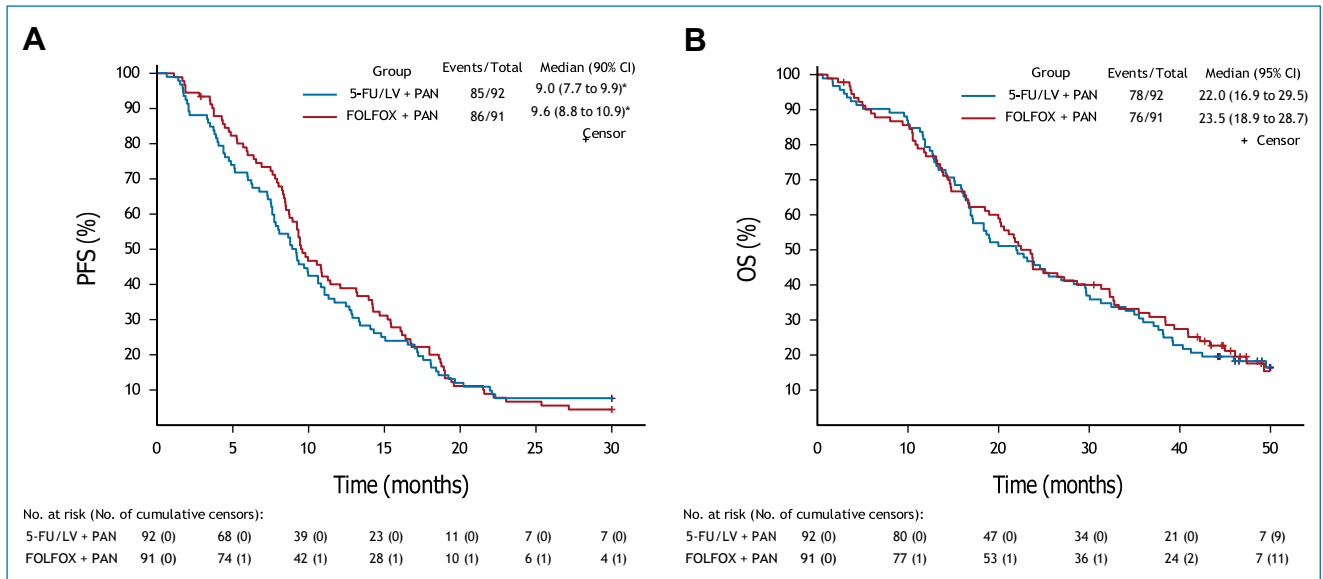 A
Group Events/Total Median (90% CI)
5-FU/LV + PAN 85/92 9.0 (7.7 to 9.9)*
FOLFOX + PAN 86/91 9.6 (8.8 to 10.9)*
+ Censor
PFS (%)
100
90
80
70
60
50
40
30
20
10
0 5 10 15 20 25 30
Time (months)
No. at risk (No. of cumulative censors):
5-FU/LV + PAN 92 (0) 68 (0) 39 (0) 23 (0) 11 (0) 7 (0) 7 (0)
FOLFOX + PAN 91 (0) 74 (1) 42 (1) 28 (1) 10 (1) 6 (1) 4 (1)
B
Group Events/Total Median (95% CI)
5-FU/LV + PAN 78/92 22.0 (16.9 to 29.5)
FOLFOX + PAN 76/91 23.5 (18.9 to 28.7)
+ Censor
OS (%)
100
90
80
70
60
50
40
30
20
10
0 10 20 30 40 50
Time (months)
No. at risk (No. of cumulative censors):
5-FU/LV + PAN 92 (0) 80 (0) 47 (0) 34 (0) 21 (0) 7 (9)
FOLFOX + PAN 91 (0) 77 (1) 53 (1) 36 (1) 24 (2) 7 (11)